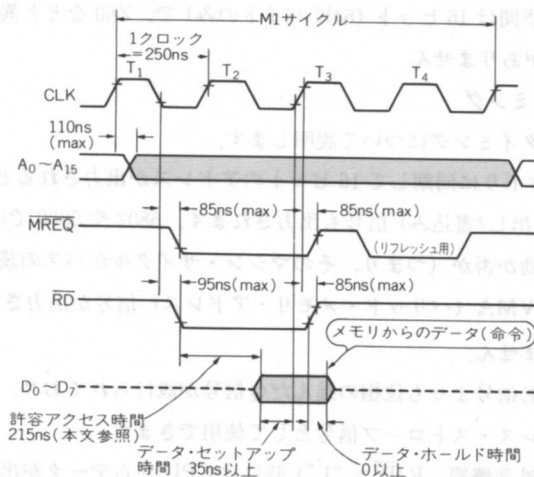 M1サイクル
1クロック
=250ns
T1
T2
T3
T4
CLK
110ns
(max)
A0〜A15
85ns(max)
85ns(max)
MREQ
(リフレッシュ用)
95ns(max)
85ns(max)
RD
メモリからのデータ(命令)
D0〜D7
許容アクセス時間
215ns(本文参照)
データ・セットアップ
時間 35ns以上
データ・ホールド時間
0以上